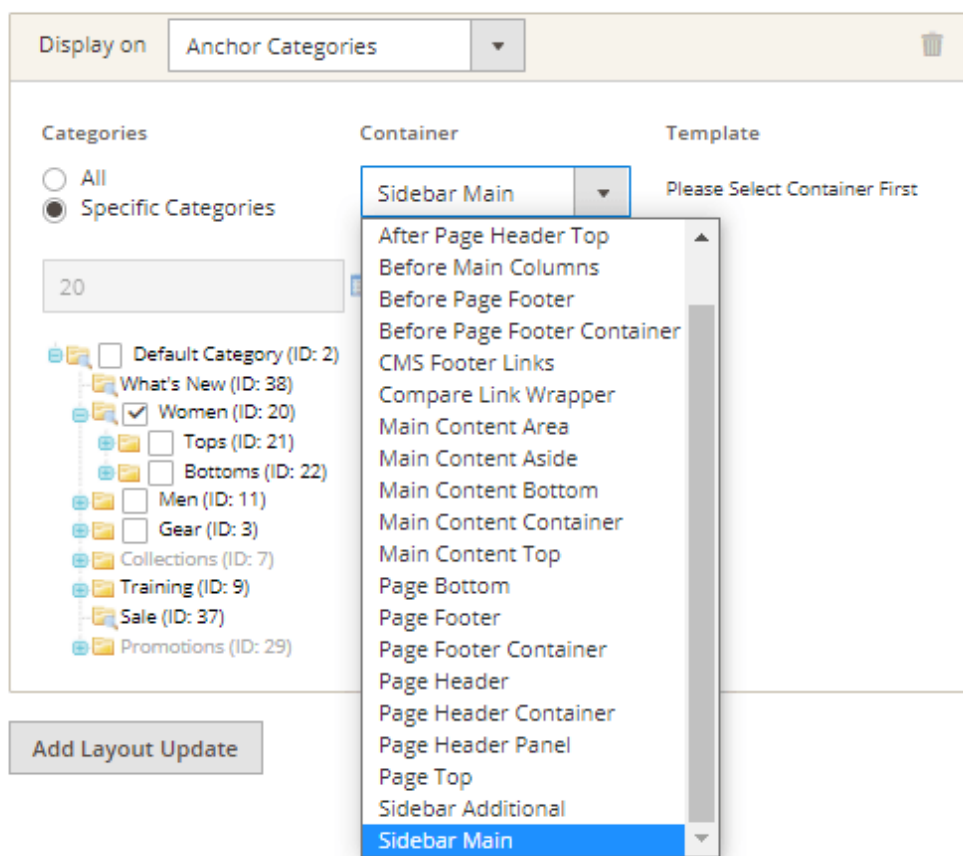 Display on Anchor Categories
Categories Container Template
All
Specific Categories
Sidebar Main
Please Select Container First
20
Default Category (ID: 2)
What's New (ID: 38)
Women (ID: 20)
Tops (ID: 21)
Bottoms (ID: 22)
Men (ID: 11)
Gear (ID: 3)
Collections (ID: 7)
Training (ID: 9)
Sale (ID: 37)
Promotions (ID: 29)
After Page Header Top
Before Main Columns
Before Page Footer
Before Page Footer Container
CMS Footer Links
Compare Link Wrapper
Main Content Area
Main Content Aside
Main Content Bottom
Main Content Container
Main Content Top
Page Bottom
Page Footer
Page Footer Container
Page Header
Page Header Container
Page Header Panel
Page Top
Sidebar Additional
Sidebar Main
Add Layout Update